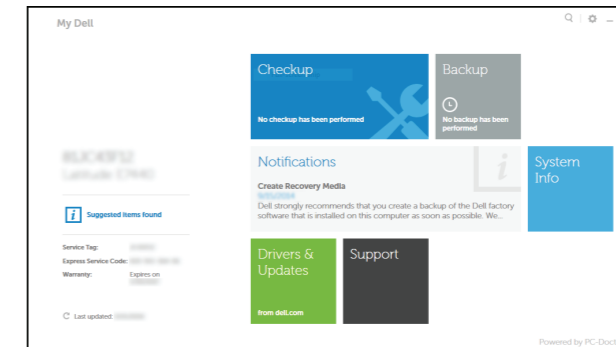 My Dell
Checkup
No checkup has been performed
Backup
No backup has been
performed
Suggested items found
Service Tag:
Express Service Code:
Warranty:
Expires on
Last updated:
Notifications
Create Recovery Media
Dell strongly recommends that you create a backup of the Dell factory
software that is installed on this computer as soon as possible. We...
System
Info
Drivers &
Updates
from dell.com
Support
Powered by PC-Doct